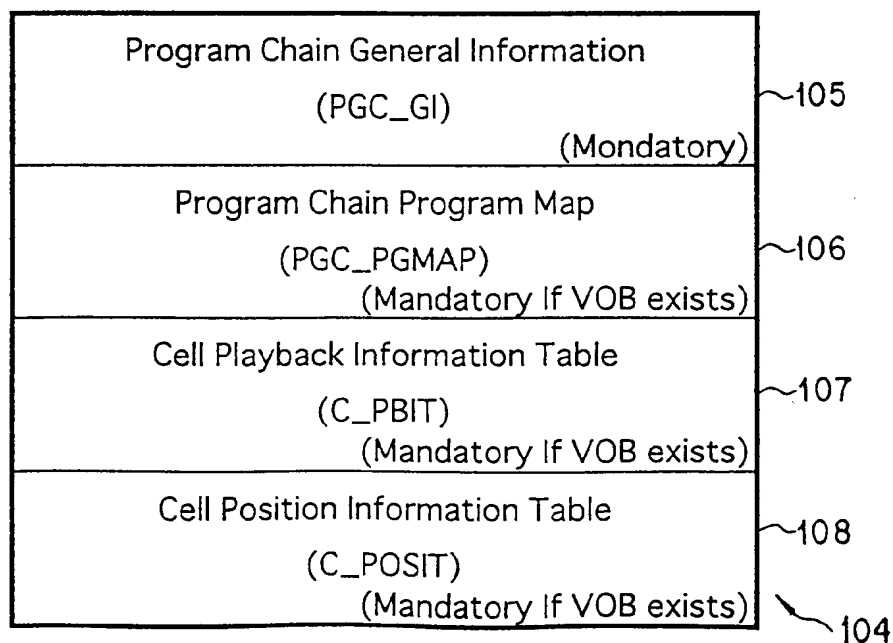 Program Chain General Information
(PGC_GI)
(Mondatory)
105
Program Chain Program Map
(PGC_PGMAP)
(Mandatory If VOB exists)
106
Cell Playback Information Table
(C_PBIT)
(Mandatory If VOB exists)
107
Cell Position Information Table
(C_POSIT)
(Mandatory If VOB exists)
108
104